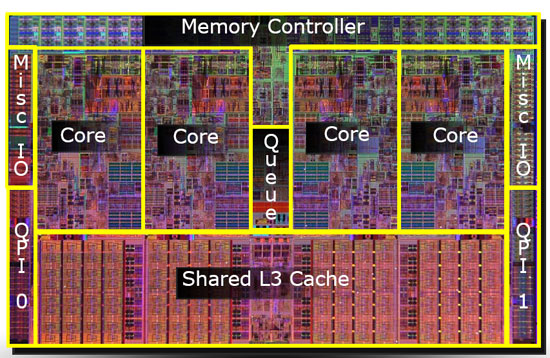 Memory Controller
Misc IO
Core
Core
Queue
Core
Core
Misc IO
QPI 0
Shared L3 Cache
QPI 1